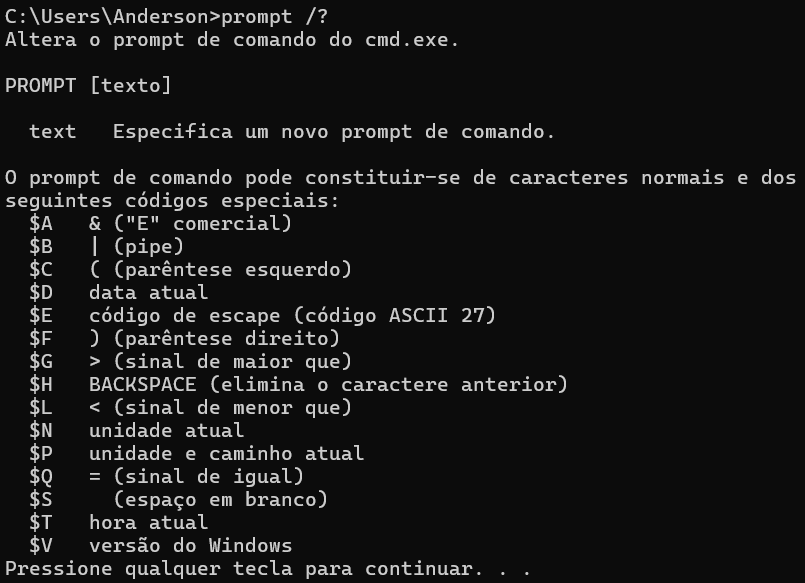 C:\Users\Anderson>prompt /?
Altera o prompt de comando do cmd.exe.
PROMPT [texto]
text   Especifica um novo prompt de comando.
O prompt de comando pode constituir-se de caracteres normais e dos
seguintes códigos especiais:
$A   & ("E" comercial)
$B   | (pipe)
$C   ( (parêntese esquerdo)
$D   data atual
$E   código de escape (código ASCII 27)
$F   ) (parêntese direito)
$G   > (sinal de maior que)
$H   BACKSPACE (elimina o caractere anterior)
$L   < (sinal de menor que)
$N   unidade atual
$P   unidade e caminho atual
$Q   = (sinal de igual)
$S     (espaço em branco)
$T   hora atual
$V   versão do Windows
Pressione qualquer tecla para continuar. . .